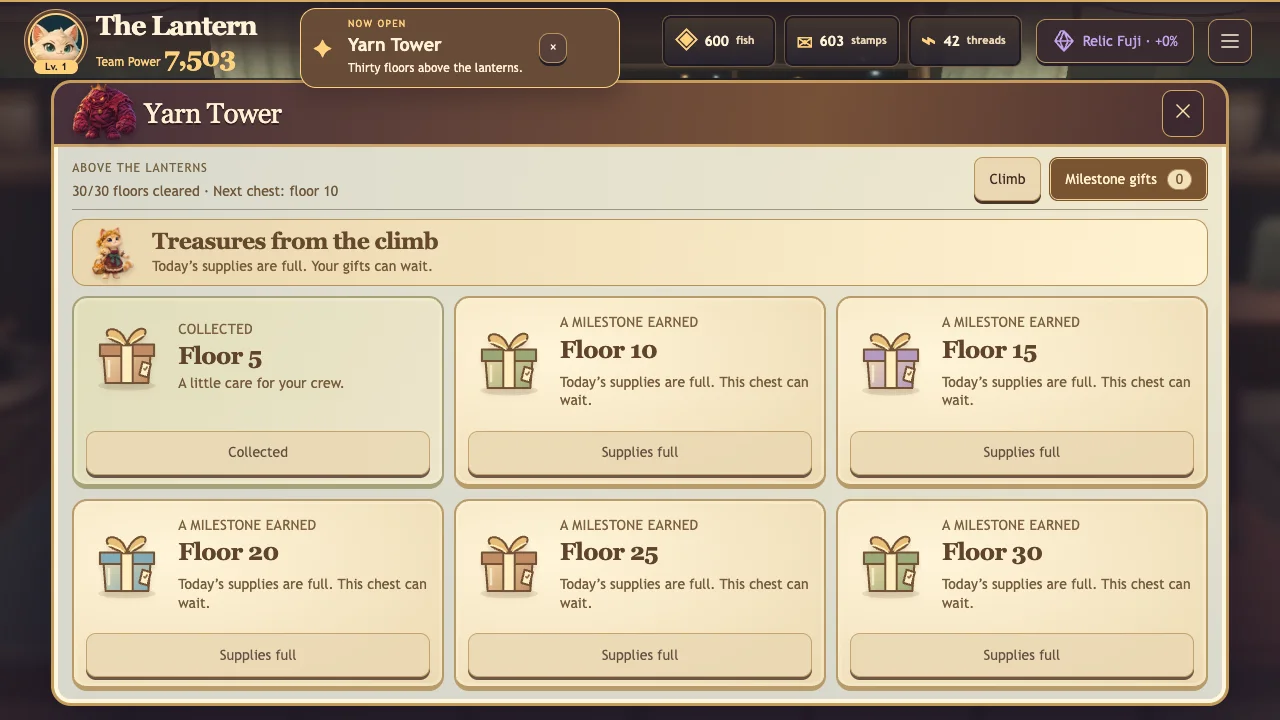 The Lantern
Team Power 7,503
Lv. 1
NOW OPEN
Yarn Tower
Thirty floors above the lanterns.
×
600 fish
603 stamps
42 threads
Relic Fuji · +0%
Yarn Tower
ABOVE THE LANTERNS
30/30 floors cleared · Next chest: floor 10
Climb
Milestone gifts 0
Treasures from the climb
Today's supplies are full. Your gifts can wait.
COLLECTED
Floor 5
A little care for your crew.
Collected
A MILESTONE EARNED
Floor 10
Today's supplies are full. This chest can
wait.
Supplies full
A MILESTONE EARNED
Floor 15
Today's supplies are full. This chest can
wait.
Supplies full
A MILESTONE EARNED
Floor 20
Today's supplies are full. This chest can
wait.
Supplies full
A MILESTONE EARNED
Floor 25
Today's supplies are full. This chest can
wait.
Supplies full
A MILESTONE EARNED
Floor 30
Today's supplies are full. This chest can
wait.
Supplies full